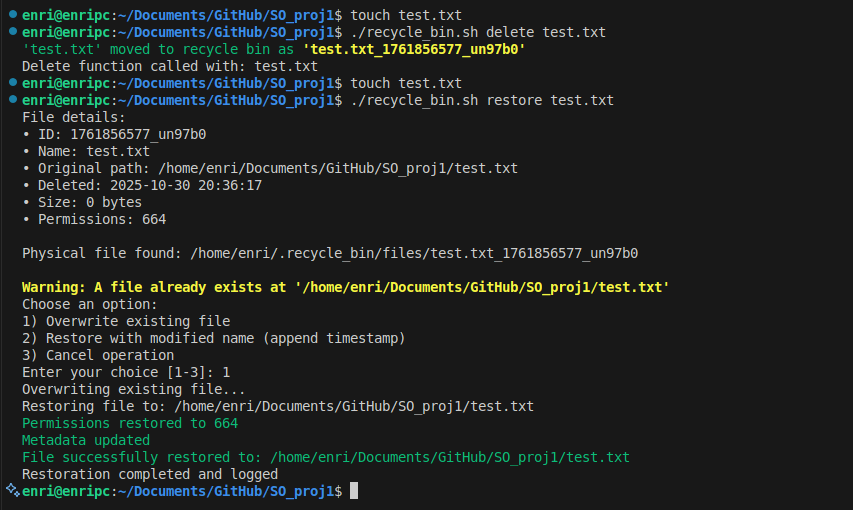 enri@enripc:~/Documents/GitHub/SO_proj1$ touch test.txt
enri@enripc:~/Documents/GitHub/SO_proj1$ ./recycle_bin.sh delete test.txt
'test.txt' moved to recycle bin as 'test.txt_1761856577_un97b0'
Delete function called with: test.txt
enri@enripc:~/Documents/GitHub/SO_proj1$ touch test.txt
enri@enripc:~/Documents/GitHub/SO_proj1$ ./recycle_bin.sh restore test.txt
File details:
• ID: 1761856577_un97b0
• Name: test.txt
• Original path: /home/enri/Documents/GitHub/SO_proj1/test.txt
• Deleted: 2025-10-30 20:36:17
• Size: 0 bytes
• Permissions: 664
Physical file found: /home/enri/.recycle_bin/files/test.txt_1761856577_un97b0
Warning: A file already exists at '/home/enri/Documents/GitHub/SO_proj1/test.txt'
Choose an option:
1) Overwrite existing file
2) Restore with modified name (append timestamp)
3) Cancel operation
Enter your choice [1-3]: 1
Overwriting existing file...
Restoring file to: /home/enri/Documents/GitHub/SO_proj1/test.txt
Permissions restored to 664
Metadata updated
File successfully restored to: /home/enri/Documents/GitHub/SO_proj1/test.txt
Restoration completed and logged
enri@enripc:~/Documents/GitHub/SO_proj1$